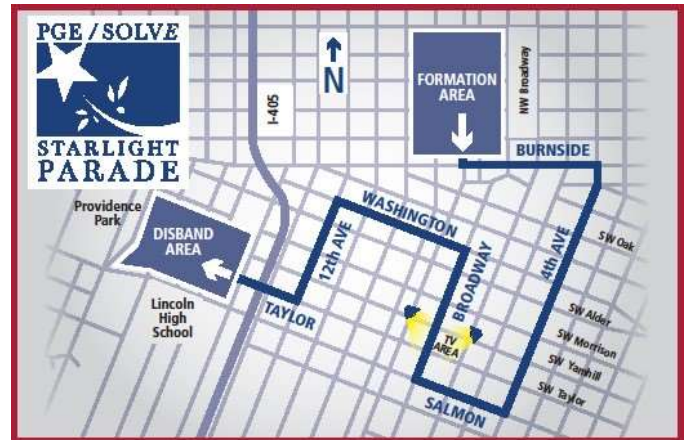 PGE / SOLVE
STARLIGHT
PARADE
N
I-405
FORMATION
AREA
NW Broadway
BURNSIDE
Providence
Park
DISBAND
AREA
Lincoln
High
School
TAYLOR
12th AVE
WASHINGTON
BROADWAY
4th AVE
TV
AREA
SALMON
SW Oak
SW Alder
SW Morrison
SW Yamhill
SW Taylor